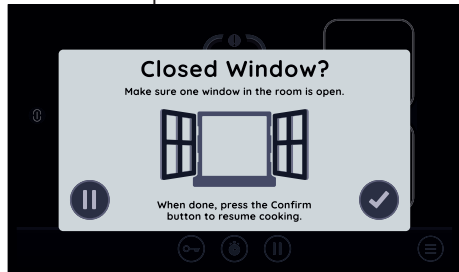 Closed Window?
Make sure one window in the room is open.
When done, press the Confirm
button to resume cooking.